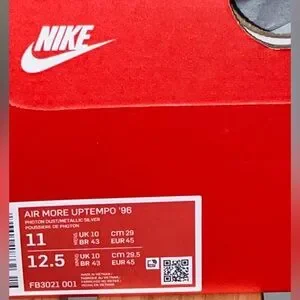 NIKE
AIR MORE UPTEMPO '96
PHOTON DUST/METALLIC SILVER
POUSSIERE DE PHOTON
11 UK 10 CM 29
BR 43 EUR 45
12.5 UK 10 CM 29.5
BR 43 EUR 45
FB3021 001